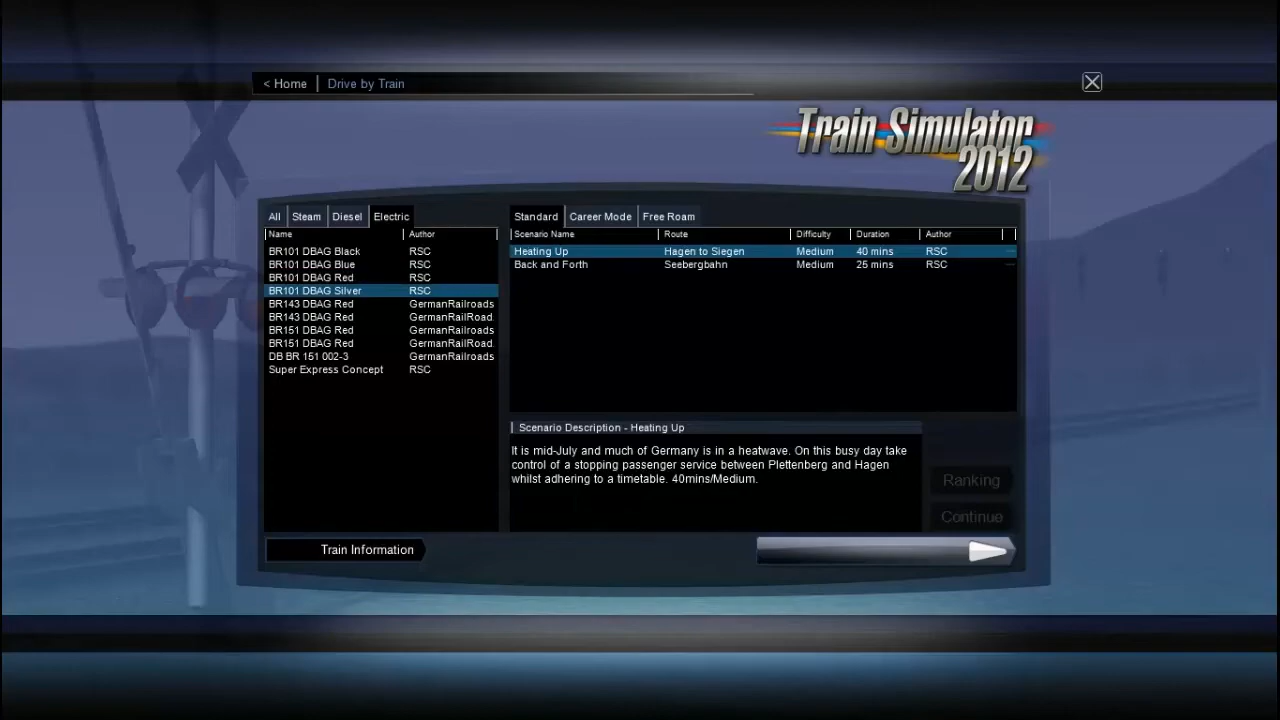 < Home | Drive by Train
Train Simulator
2012
All Steam Diesel Electric
Name Author
BR101 DBAG Black RSC
BR101 DBAG Blue RSC
BR101 DBAG Red RSC
BR101 DBAG Silver RSC
BR143 DBAG Red GermanRailroads
BR143 DBAG Red GermanRailRoad
BR151 DBAG Red GermanRailroads
BR151 DBAG Red GermanRailRoad
DB BR 151 002-3 GermanRailroads
Super Express Concept RSC
Train Information
Standard Career Mode Free Roam
Scenario Name Route Difficulty Duration Author
Heating Up Hagen to Siegen Medium 40 mins RSC
Back and Forth Seebergbahn Medium 25 mins RSC
Scenario Description - Heating Up
It is mid-July and much of Germany is in a heatwave. On this busy day take
control of a stopping passenger service between Plettenberg and Hagen
whilst adhering to a timetable. 40mins/Medium.
Ranking
Continue